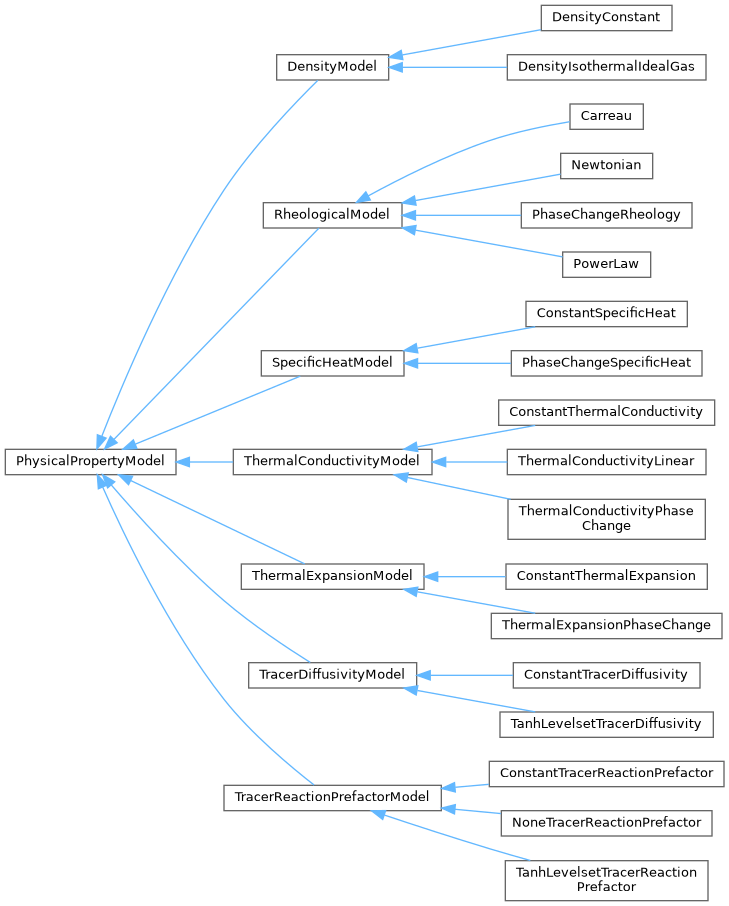 DensityConstant
DensityModel
DensityIsothermalIdealGas
Carreau
Newtonian
RheologicalModel
PhaseChangeRheology
PowerLaw
ConstantSpecificHeat
SpecificHeatModel
PhaseChangeSpecificHeat
ConstantThermalConductivity
PhysicalPropertyModel
ThermalConductivityModel
ThermalConductivityLinear
ThermalConductivityPhase
Change
ThermalExpansionModel
ConstantThermalExpansion
ThermalExpansionPhaseChange
TracerDiffusivityModel
ConstantTracerDiffusivity
TanhLevelsetTracerDiffusivity
ConstantTracerReactionPrefactor
TracerReactionPrefactorModel
NoneTracerReactionPrefactor
TanhLevelsetTracerReaction
Prefactor